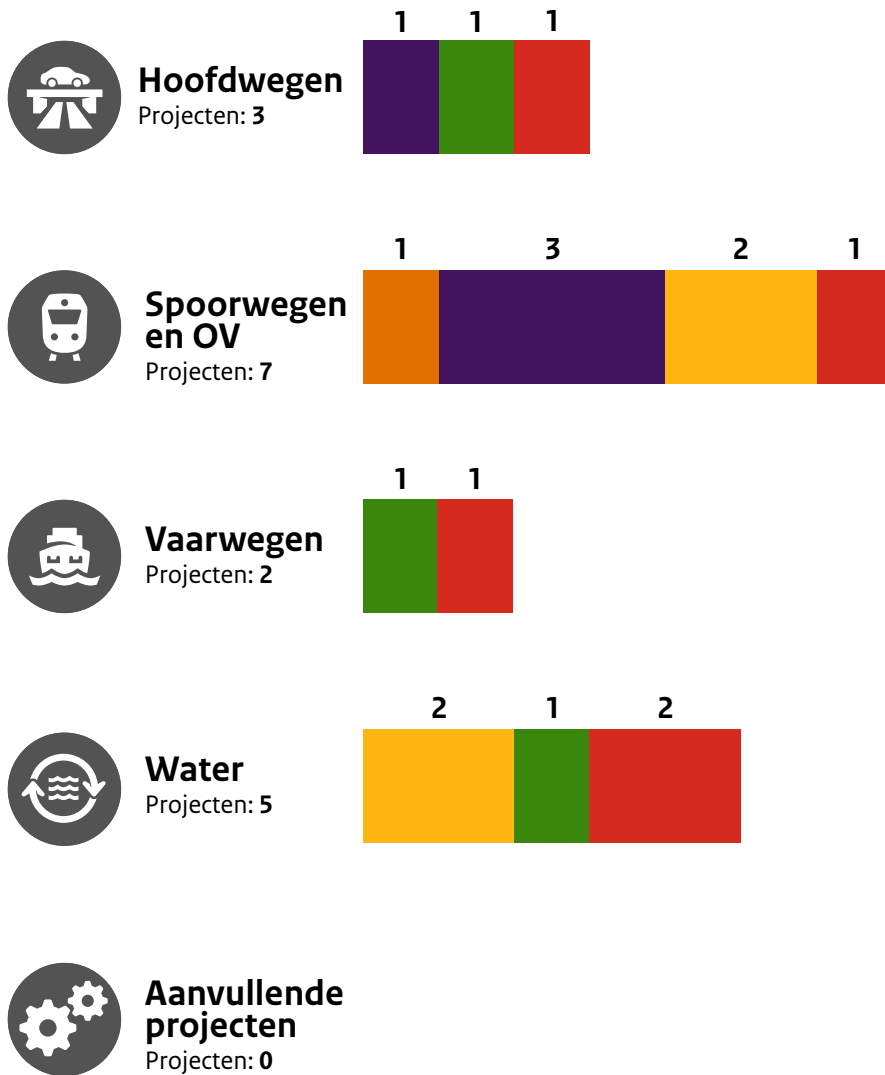 1 1 1
Hoofdwegen
Projecten: 3
1 3 2 1
Spoorwegen
en OV
Projecten: 7
1 1
Vaarwegen
Projecten: 2
2 1 2
Water
Projecten: 5
Aanvullende
projecten
Projecten: 0